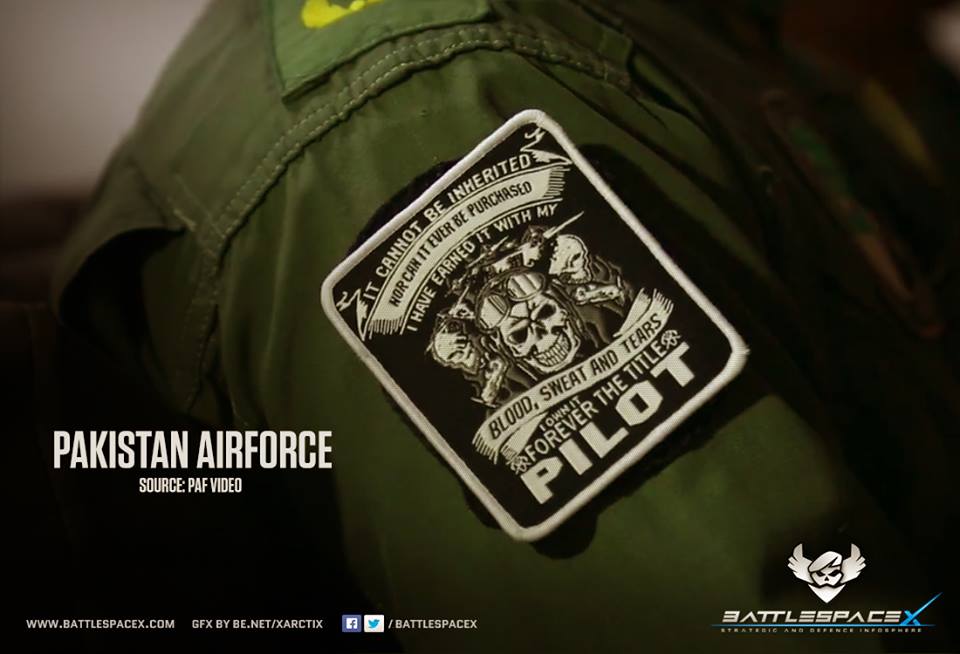 IT CANNOT BE INHERITED
NOR CAN IT EVER BE PURCHASED
I HAVE EARNED IT WITH MY
BLOOD, SWEAT AND TEARS
I OWN IT
FOREVER THE TITLE
PILOT
PAKISTAN AIRFORCE
SOURCE: PAF VIDEO
WWW.BATTLESPACEX.COM GFX BY BE.NET/XARCTIX f /BATTLESPACEX
BATTLESPACEX
STRATEGIC AND DEFENCE INFOSPHERE